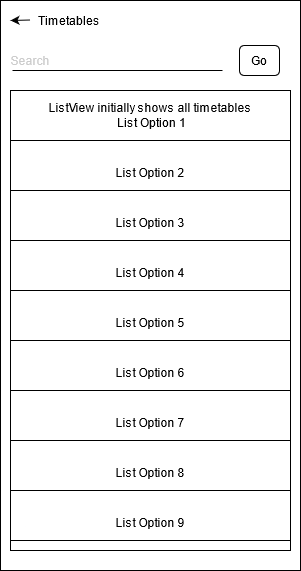 Timetables
Search
Go
ListView initially shows all timetables
List Option 1
List Option 2
List Option 3
List Option 4
List Option 5
List Option 6
List Option 7
List Option 8
List Option 9